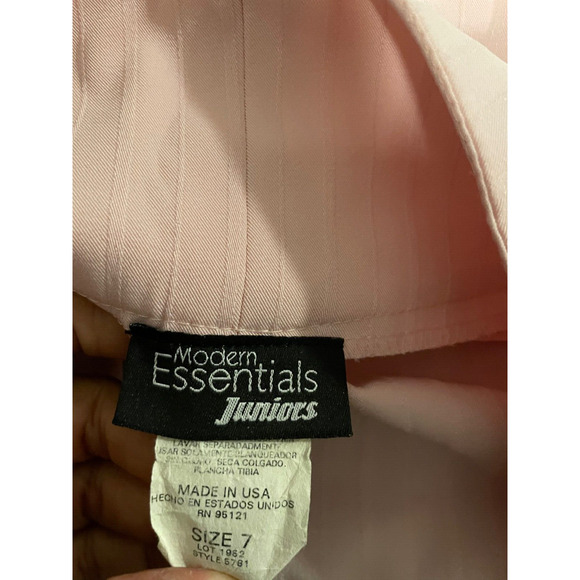 Modern
Essentials
Juniors
LAVAR SEPARADAMENTE
USAR SOLAMENTE BLANQUEADOR
SECA COLGADO.
PLANCHA TIBIA
MADE IN USA
HECHO EN ESTADOS UNIDOS
RN 95121
SIZE 7
LOT 1952
STYLE 5781